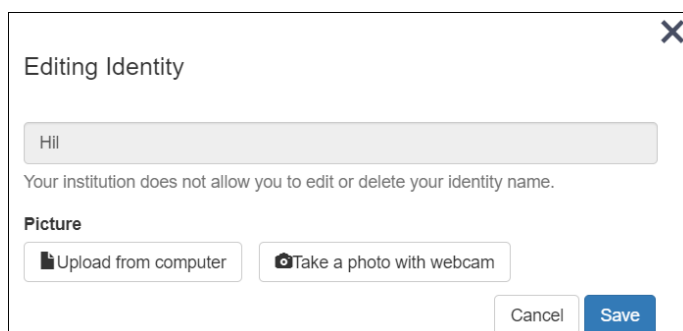 Editing Identity
Hil
Your institution does not allow you to edit or delete your identity name.
Picture
Upload from computer Take a photo with webcam
Cancel Save